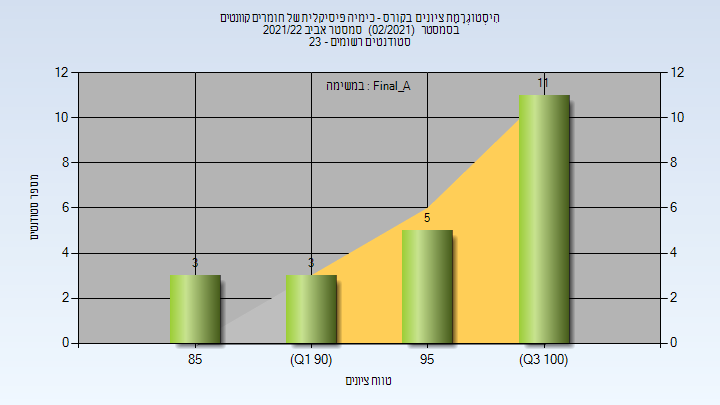 הִיסְטוֹגְרָמַת ציונים בקורס - כימיה פיסיקלית של חומרים קוונטים
בסמסטר (02/2021) סמסטר אביב 2021/22
סטודנטים רשומים - 23
במשימה : Final_A
12 12
10 10
8 8
6 6
4 4
2 2
0 0
3 3 5 11
85 (Q1 90) 95 (Q3 100)
מספר סטודנטים
טווח ציונים